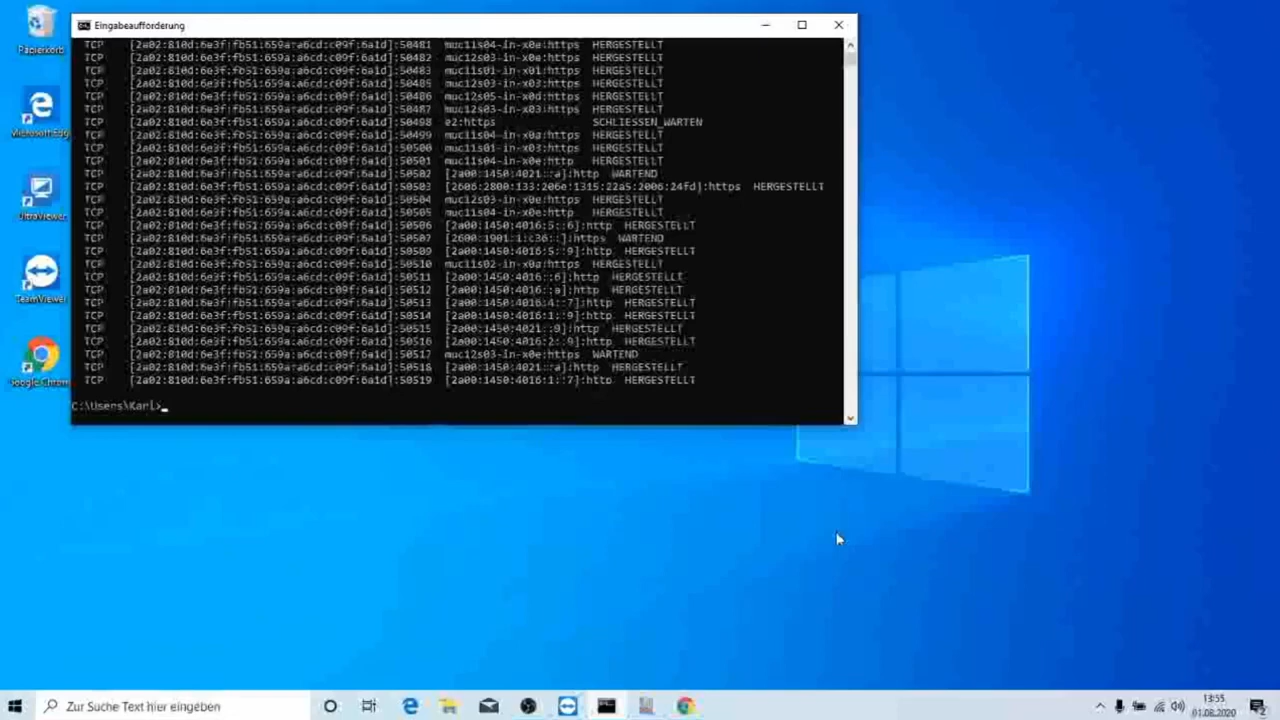 Papierkorb
Eingabeaufforderung
TCP [2a02:810d:6e3f:fb51:659a:a6cd:c09f:6a1d]:50481 muc11s04-in-x0e:https HERGESTELLT
TCP [2a02:810d:6e3f:fb51:659a:a6cd:c09f:6a1d]:50482 muc12s03-in-x0a:https HERGESTELLT
TCP [2a02:810d:6e3f:fb51:659a:a6cd:c09f:6a1d]:50483 muc11s01-in-x01:https HERGESTELLT
TCP [2a02:810d:6e3f:fb51:659a:a6cd:c09f:6a1d]:50485 muc12s03-in-x03:https HERGESTELLT
TCP [2a02:810d:6e3f:fb51:659a:a6cd:c09f:6a1d]:50486 muc12s05-in-x0d:https HERGESTELLT
TCP [2a02:810d:6e3f:fb51:659a:a6cd:c09f:6a1d]:50487 muc12s03-in-x03:https HERGESTELLT
TCP [2a02:810d:6e3f:fb51:659a:a6cd:c09f:6a1d]:50498 e2:https SCHLIESSEN_WARTEN
TCP [2a02:810d:6e3f:fb51:659a:a6cd:c09f:6a1d]:50499 muc11s04-in-x0a:https HERGESTELLT
TCP [2a02:810d:6e3f:fb51:659a:a6cd:c09f:6a1d]:50500 muc11s01-in-x03:https HERGESTELLT
TCP [2a02:810d:6e3f:fb51:659a:a6cd:c09f:6a1d]:50501 muc11s04-in-x0e:http HERGESTELLT
TCP [2a02:810d:6e3f:fb51:659a:a6cd:c09f:6a1d]:50502 [2a00:1450:4021::a]:http WARTEND
TCP [2a02:810d:6e3f:fb51:659a:a6cd:c09f:6a1d]:50503 [2606:2800:133:206e:1315:22a5:2006:24fd]:https HERGESTELLT
TCP [2a02:810d:6e3f:fb51:659a:a6cd:c09f:6a1d]:50504 muc12s03-in-x0e:http HERGESTELLT
TCP [2a02:810d:6e3f:fb51:659a:a6cd:c09f:6a1d]:50505 muc11s04-in-x0e:http HERGESTELLT
TCP [2a02:810d:6e3f:fb51:659a:a6cd:c09f:6a1d]:50506 [2a00:1450:4016:5::6]:http HERGESTELLT
TCP [2a02:810d:6e3f:fb51:659a:a6cd:c09f:6a1d]:50507 [2600:1901:1:c36::]:https WARTEND
TCP [2a02:810d:6e3f:fb51:659a:a6cd:c09f:6a1d]:50509 [2a00:1450:4016:5::9]:http HERGESTELLT
TCP [2a02:810d:6e3f:fb51:659a:a6cd:c09f:6a1d]:50510 muc11s02-in-x0a:http HERGESTELLT
TCP [2a02:810d:6e3f:fb51:659a:a6cd:c09f:6a1d]:50511 [2a00:1450:4016::6]:http HERGESTELLT
TCP [2a02:810d:6e3f:fb51:659a:a6cd:c09f:6a1d]:50512 [2a00:1450:4016::a]:http HERGESTELLT
TCP [2a02:810d:6e3f:fb51:659a:a6cd:c09f:6a1d]:50513 [2a00:1450:4016:4::7]:http HERGESTELLT
TCP [2a02:810d:6e3f:fb51:659a:a6cd:c09f:6a1d]:50514 [2a00:1450:4016:1::9]:http HERGESTELLT
TCP [2a02:810d:6e3f:fb51:659a:a6cd:c09f:6a1d]:50515 [2a00:1450:4021::9]:http HERGESTELLT
TCP [2a02:810d:6e3f:fb51:659a:a6cd:c09f:6a1d]:50516 [2a00:1450:4016:2::9]:http HERGESTELLT
TCP [2a02:810d:6e3f:fb51:659a:a6cd:c09f:6a1d]:50517 muc12s03-in-x0e:https WARTEND
TCP [2a02:810d:6e3f:fb51:659a:a6cd:c09f:6a1d]:50518 [2a00:1450:4021::a]:http HERGESTELLT
TCP [2a02:810d:6e3f:fb51:659a:a6cd:c09f:6a1d]:50519 [2a00:1450:4016:1::7]:http HERGESTELLT
C:\Users\Karl>
Microsoft Edg
UltraViewer
TeamViewer
Google Chrom
Zur Suche Text hier eingeben
13:55
01.08.2020
2